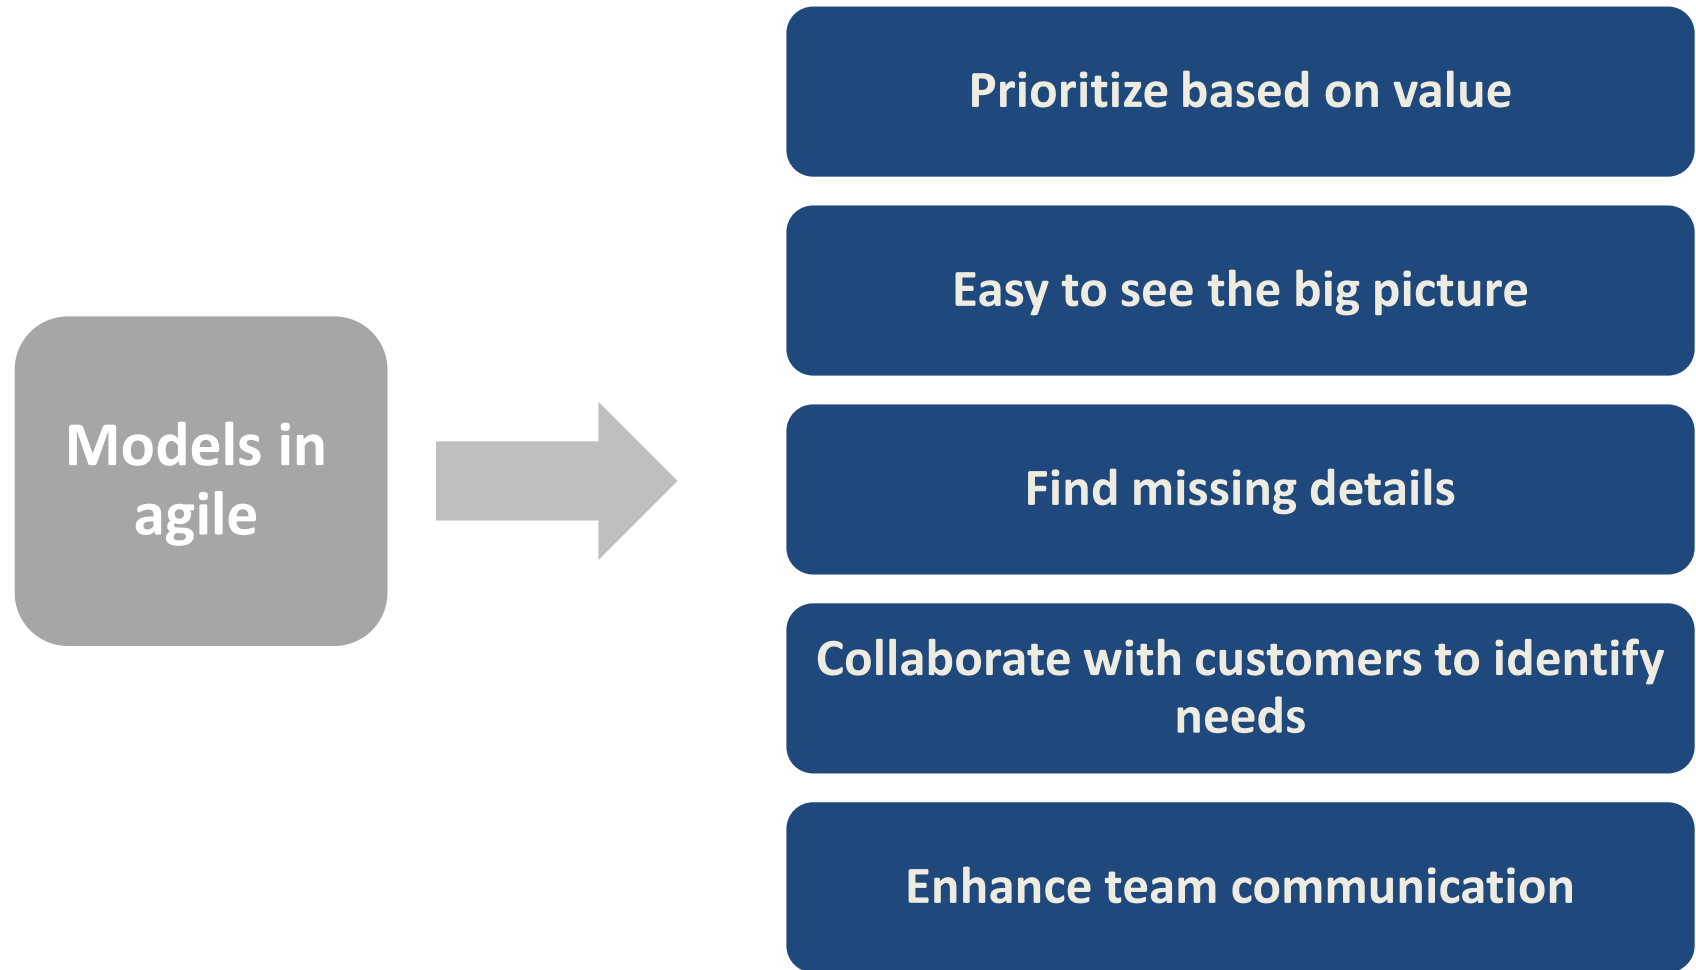 Models in
agile
Prioritize based on value
Easy to see the big picture
Find missing details
Collaborate with customers to identify
needs
Enhance team communication